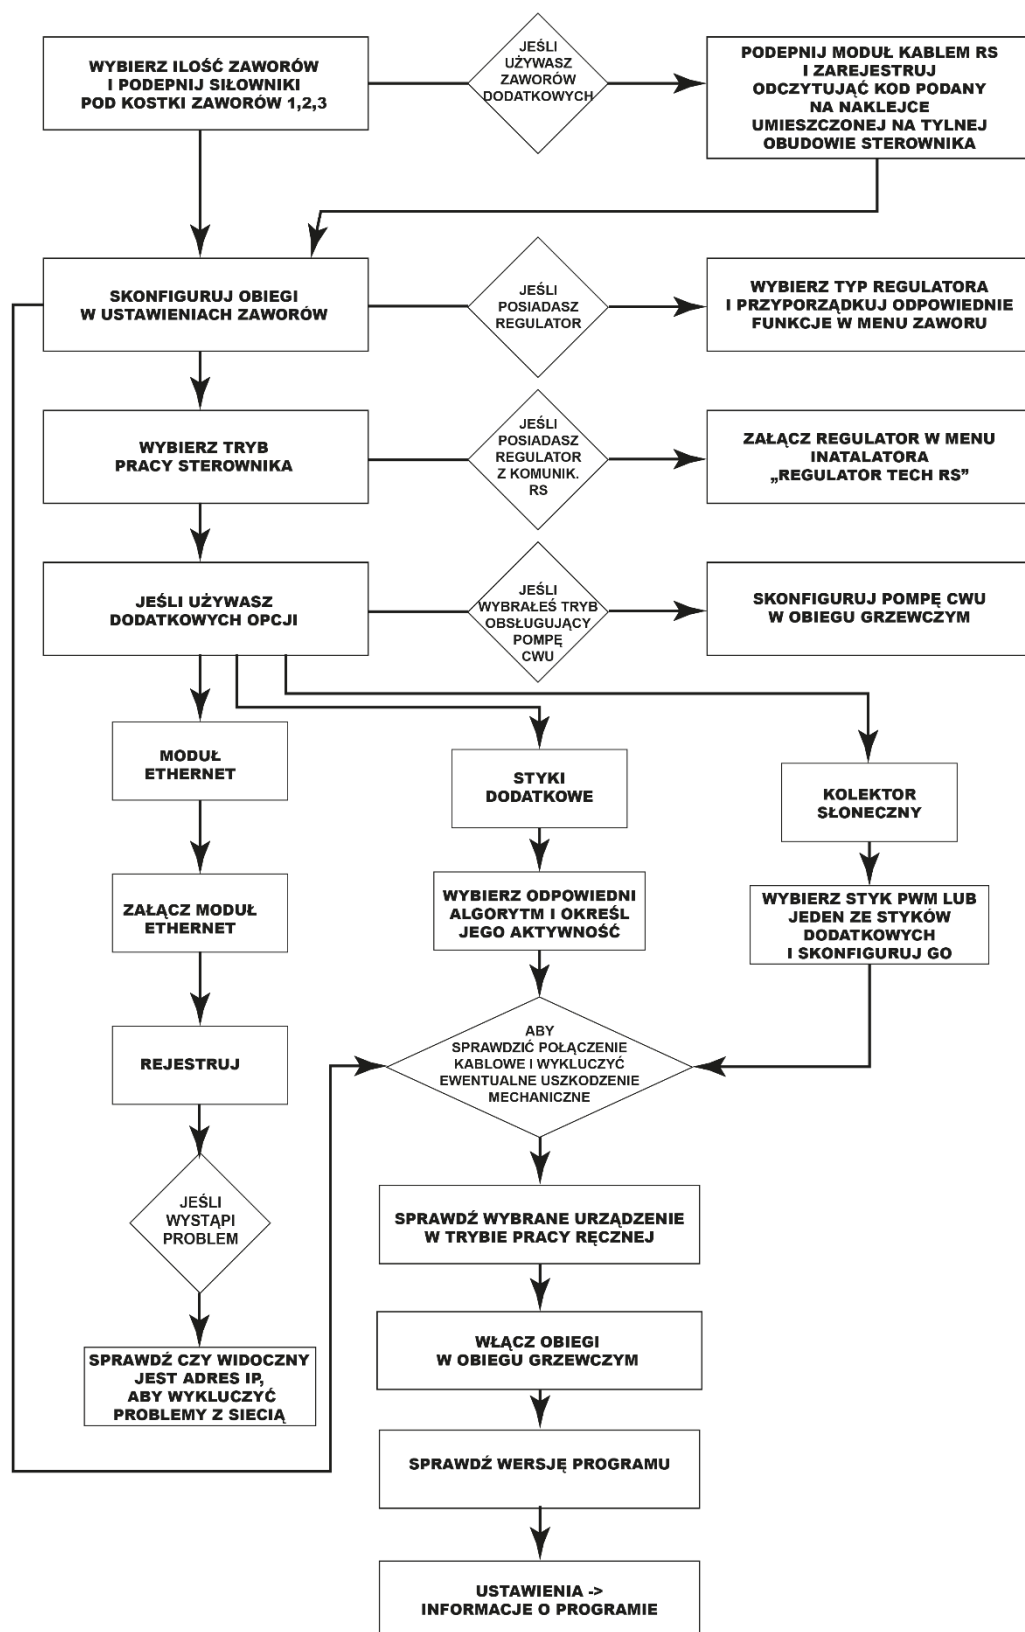 WYBIERZ ILOŚĆ ZAWORÓW
I PODEPNIJ SIŁOWNIKI
POD KOSTKI ZAWORÓW 1,2,3
JEŚLI
UŻYWASZ
ZAWORÓW
DODATKOWYCH
PODEPNIJ MODUŁ KABLEM RS
I ZAREJESTRUJ
ODCZYTUJĄĆ KOD PODANY
NA NAKLEJCE
UMIESZCZONEJ NA TYLNEJ
OBUDOWIE STEROWNIKA
SKONFIGURUJ OBIEGI
W USTAWIENIACH ZAWORÓW
JEŚLI
POSIADASZ
REGULATOR
WYBIERZ TYP REGULATORA
I PRZYPORZĄDKUJ ODPOWIEDNIE
FUNKCJE W MENU ZAWORU
WYBIERZ TRYB
PRACY STEROWNIKA
JEŚLI
POSIADASZ
REGULATOR
Z KOMUNIK.
RS
ZAŁĄCZ REGULATOR W MENU
INATALATORA
„REGULATOR TECH RS”
JEŚLI UŻYWASZ
DODATKOWYCH OPCJI
JEŚLI
WYBRAŁEŚ TRYB
OBSŁUGUJĄCY
POMPĘ
CWU
SKONFIGURUJ POMPĘ CWU
W OBIEGU GRZEWCZYM
MODUŁ
ETHERNET
STYKI
DODATKOWE
KOLEKTOR
SŁONECZNY
ZAŁĄCZ MODUŁ
ETHERNET
WYBIERZ ODPOWIEDNI
ALGORYTM I OKREŚL
JEGO AKTYWNOŚĆ
WYBIERZ STYK PWM LUB
JEDEN ZE STYKÓW
DODATKOWYCH
I SKONFIGURUJ GO
REJESTRUJ
ABY
SPRAWDZIĆ POŁĄCZENIE
KABLOWE I WYKLUCZYĆ
EWENTUALNE USZKODZENIE
MECHANICZNE
JEŚLI
WYSTĄPI
PROBLEM
SPRAWDŹ WYBRANE URZĄDZENIE
W TRYBIE PRACY RĘCZNEJ
SPRAWDŹ CZY WIDOCZNY
JEST ADRES IP,
ABY WYKLUCZYĆ
PROBLEMY Z SIECIĄ
WŁĄCZ OBIEGI
W OBIEGU GRZEWCZYM
SPRAWDŹ WERSJĘ PROGRAMU
USTAWIENIA ->
INFORMACJE O PROGRAMIE